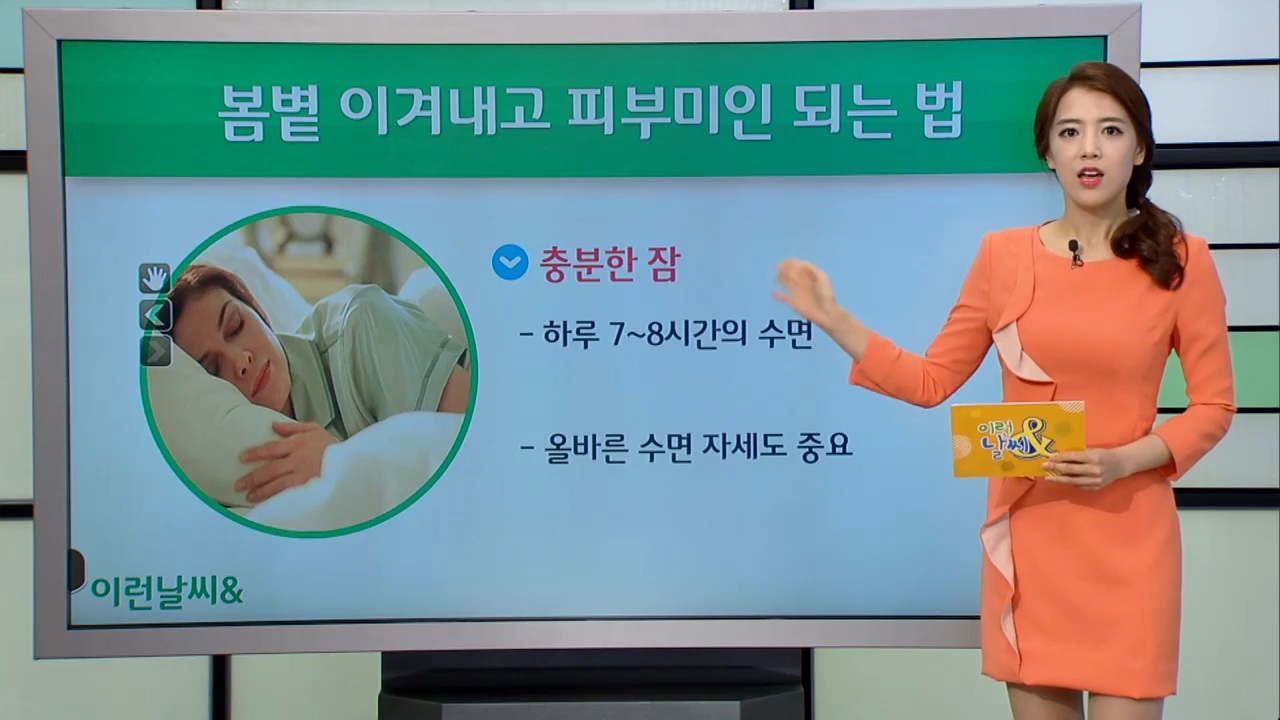 봄볕 이겨내고 피부미인 되는 법
충분한 잠
- 하루 7~8시간의 수면
- 올바른 수면 자세도 중요
이런날씨&
이런
날씨&